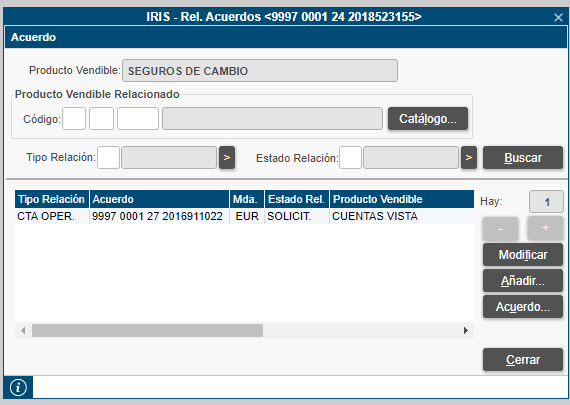 IRIS - Rel. Acuerdos <9997 0001 24 2018523155>
Acuerdo
Producto Vendible: SEGUROS DE CAMBIO
Producto Vendible Relacionado
Código: Catálogo...
Tipo Relación: > Estado Relación: > Buscar
Tipo Relación Acuerdo Mda. Estado Rel. Producto Vendible Hay: 1
CTA OPER. 9997 0001 27 2016911022 EUR SOLICIT. CUENTAS VISTA
- +
Modificar
Añadir...
Acuerdo...
Cerrar